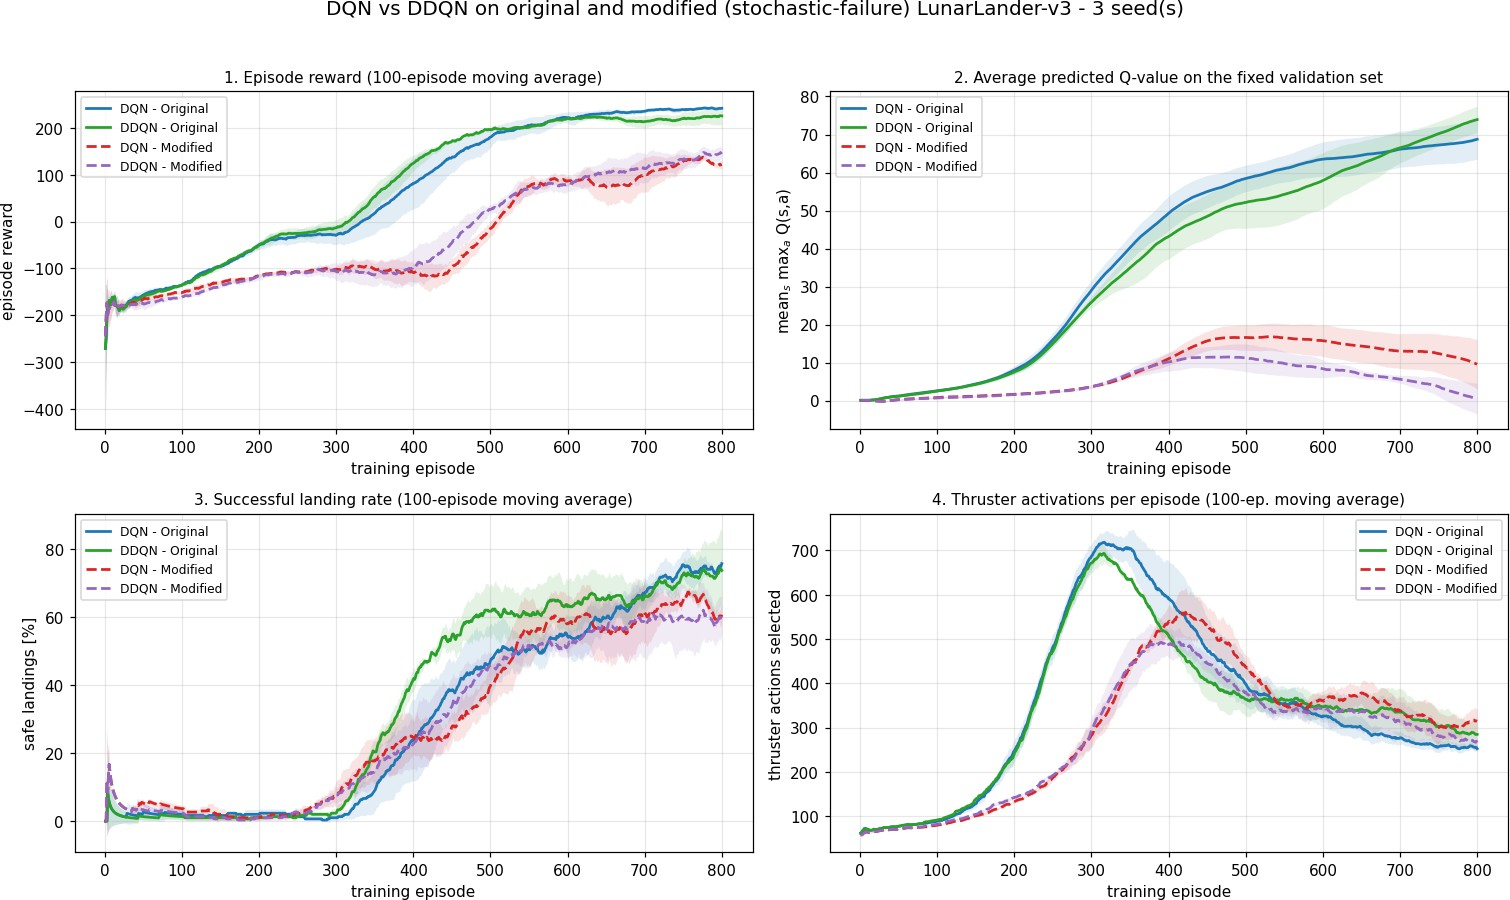 DQN vs DDQN on original and modified (stochastic-failure) LunarLander-v3 - 3 seed(s)
1. Episode reward (100-episode moving average)
DQN - Original
DDQN - Original
DQN - Modified
DDQN - Modified
episode reward
200
100
0
−100
−200
−300
−400
0 100 200 300 400 500 600 700 800
training episode
2. Average predicted Q-value on the fixed validation set
DQN - Original
DDQN - Original
DQN - Modified
DDQN - Modified
meanₛ maxₐ Q(s,a)
80
70
60
50
40
30
20
10
0
0 100 200 300 400 500 600 700 800
training episode
3. Successful landing rate (100-episode moving average)
DQN - Original
DDQN - Original
DQN - Modified
DDQN - Modified
safe landings [%]
80
60
40
20
0
0 100 200 300 400 500 600 700 800
training episode
4. Thruster activations per episode (100-ep. moving average)
DQN - Original
DDQN - Original
DQN - Modified
DDQN - Modified
thruster actions selected
700
600
500
400
300
200
100
0 100 200 300 400 500 600 700 800
training episode